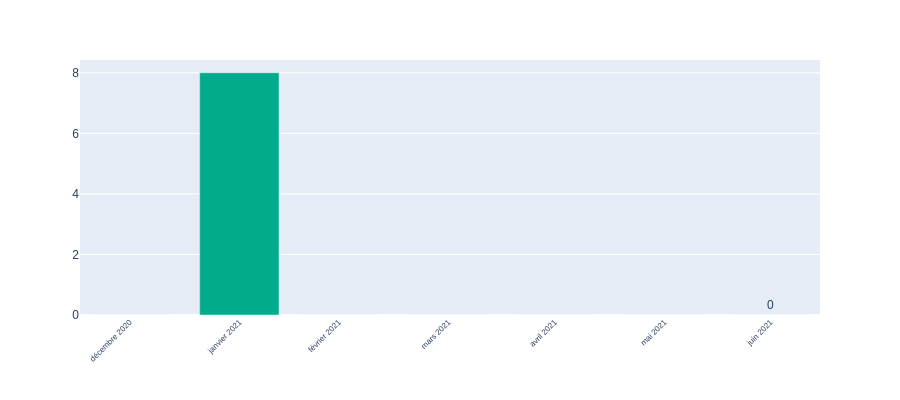 8
6
4
2
0
0
décembre 2020
janvier 2021
février 2021
mars 2021
avril 2021
mai 2021
juin 2021